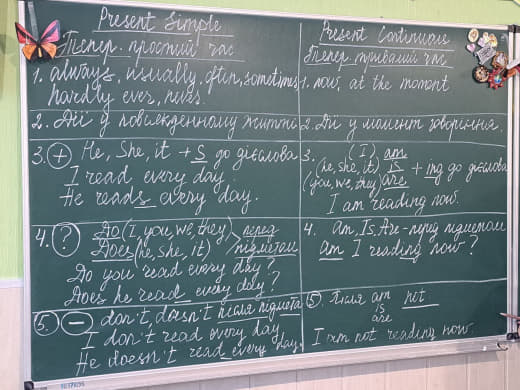 Present Simple
Тепер. простий час
1. always, usually, often, sometimes
hardly ever, never.
2. Дії у повсякденному житті
3. + He, She, it + s до дієслова
I read every day.
He reads every day.
4. ? Do (I, you, we, they) перед
Does (he, she, it) підметом
Do you read every day?
Does he read every day?
5. − don't, doesn't після підмета
I don't read every day.
He doesn't read every day.
Present Continuous
Тепер. триваший час
1. now, at the moment
2. Дії у момент говоріння.
3. (I) am
(he, she, it) is + ing до дієслова
(you, we, they) are
I am reading now.
4. Am, Is, Are - перед підметом
Am I reading now?
5. Після am not
is
are
I am not reading now.